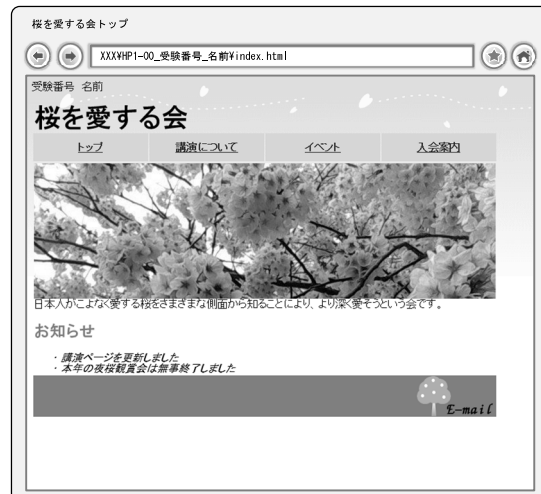 桜を愛する会トップ
XXX¥HP1-00_受験番号_名前¥index.html
受験番号 名前
桜を愛する会
トップ 講演について イベント 入会案内
日本人がこよなく愛する桜をさまざまな側面から知ることにより、より深く愛そうという会です。
お知らせ
・講演ページを更新しました
・本年の夜桜観賞会は無事終了しました
E-mail